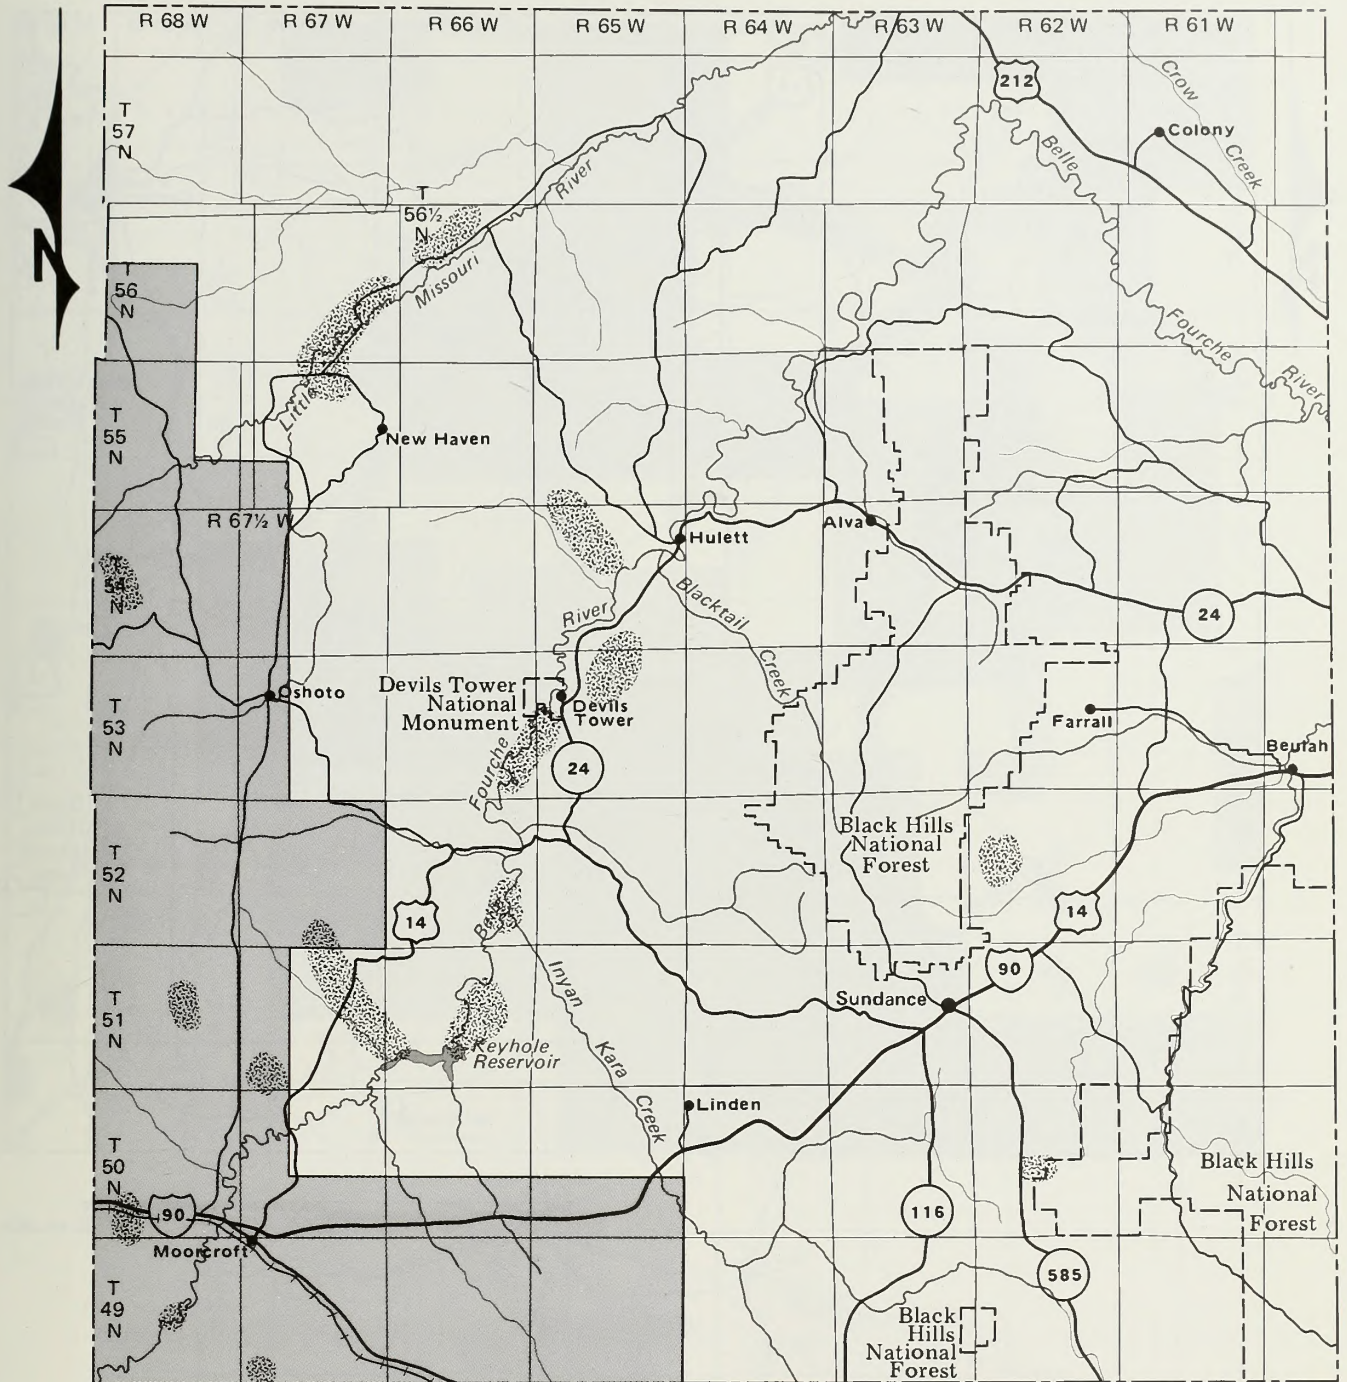 R 68 W
R 67 W
R 66 W
R 65 W
R 64 W
R 63 W
R 62 W
R 61 W
212
Crow
Creek
Colony
T
57
N
N
T
56½
N
River
Missouri
Little
Belle
Fourche
River
T
56
N
T
55
N
New Haven
R 67½ W
Hulett
Alva
T
54
N
Blacktail
Creek
River
24
T
53
N
Oshoto
Devils Tower
National
Monument
Devils
Tower
Fourche
24
Farrall
Beulah
T
52
N
Black Hills
National
Forest
14
14
Belle
Inyan
Kara
Creek
90
Sundance
T
51
N
Keyhole
Reservoir
Linden
T
50
N
90
Moorcroft
116
Black Hills
National
Forest
585
T
49
N
Black
Hills
National
Forest